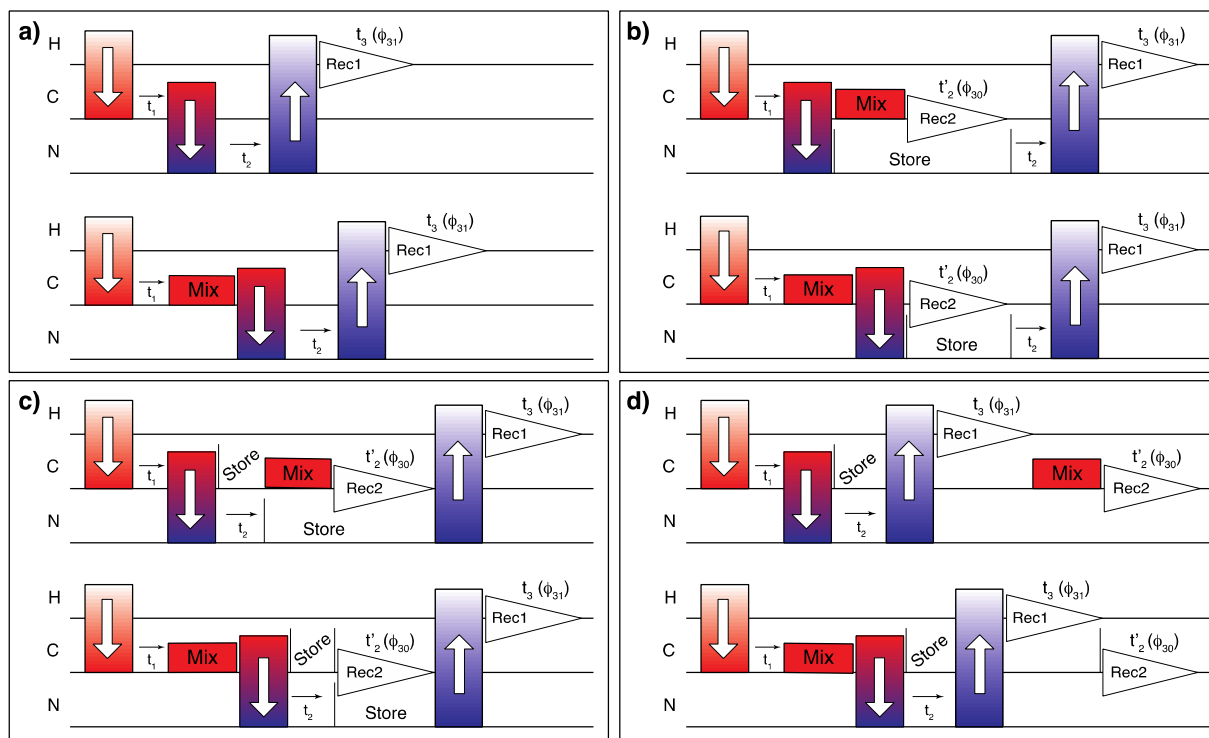 a)
H
t3 (ϕ31)
Rec1
C
t1
N
t2
H
t3 (ϕ31)
Rec1
C
t1
Mix
N
t2
b)
H
t3 (ϕ31)
Rec1
C
t1
Mix
t'2 (ϕ30)
Rec2
N
Store
t2
H
t3 (ϕ31)
Rec1
C
t1
Mix
t'2 (ϕ30)
Rec2
N
Store
t2
c)
H
t3 (ϕ31)
Rec1
C
t1
Store
Mix
t'2 (ϕ30)
Rec2
N
t2
Store
H
t3 (ϕ31)
Rec1
C
t1
Mix
Store
t'2 (ϕ30)
Rec2
N
t2
Store
d)
H
t3 (ϕ31)
Rec1
C
t1
Store
Mix
t'2 (ϕ30)
Rec2
N
t2
H
t3 (ϕ31)
Rec1
C
t1
Mix
Store
t'2 (ϕ30)
Rec2
N
t2